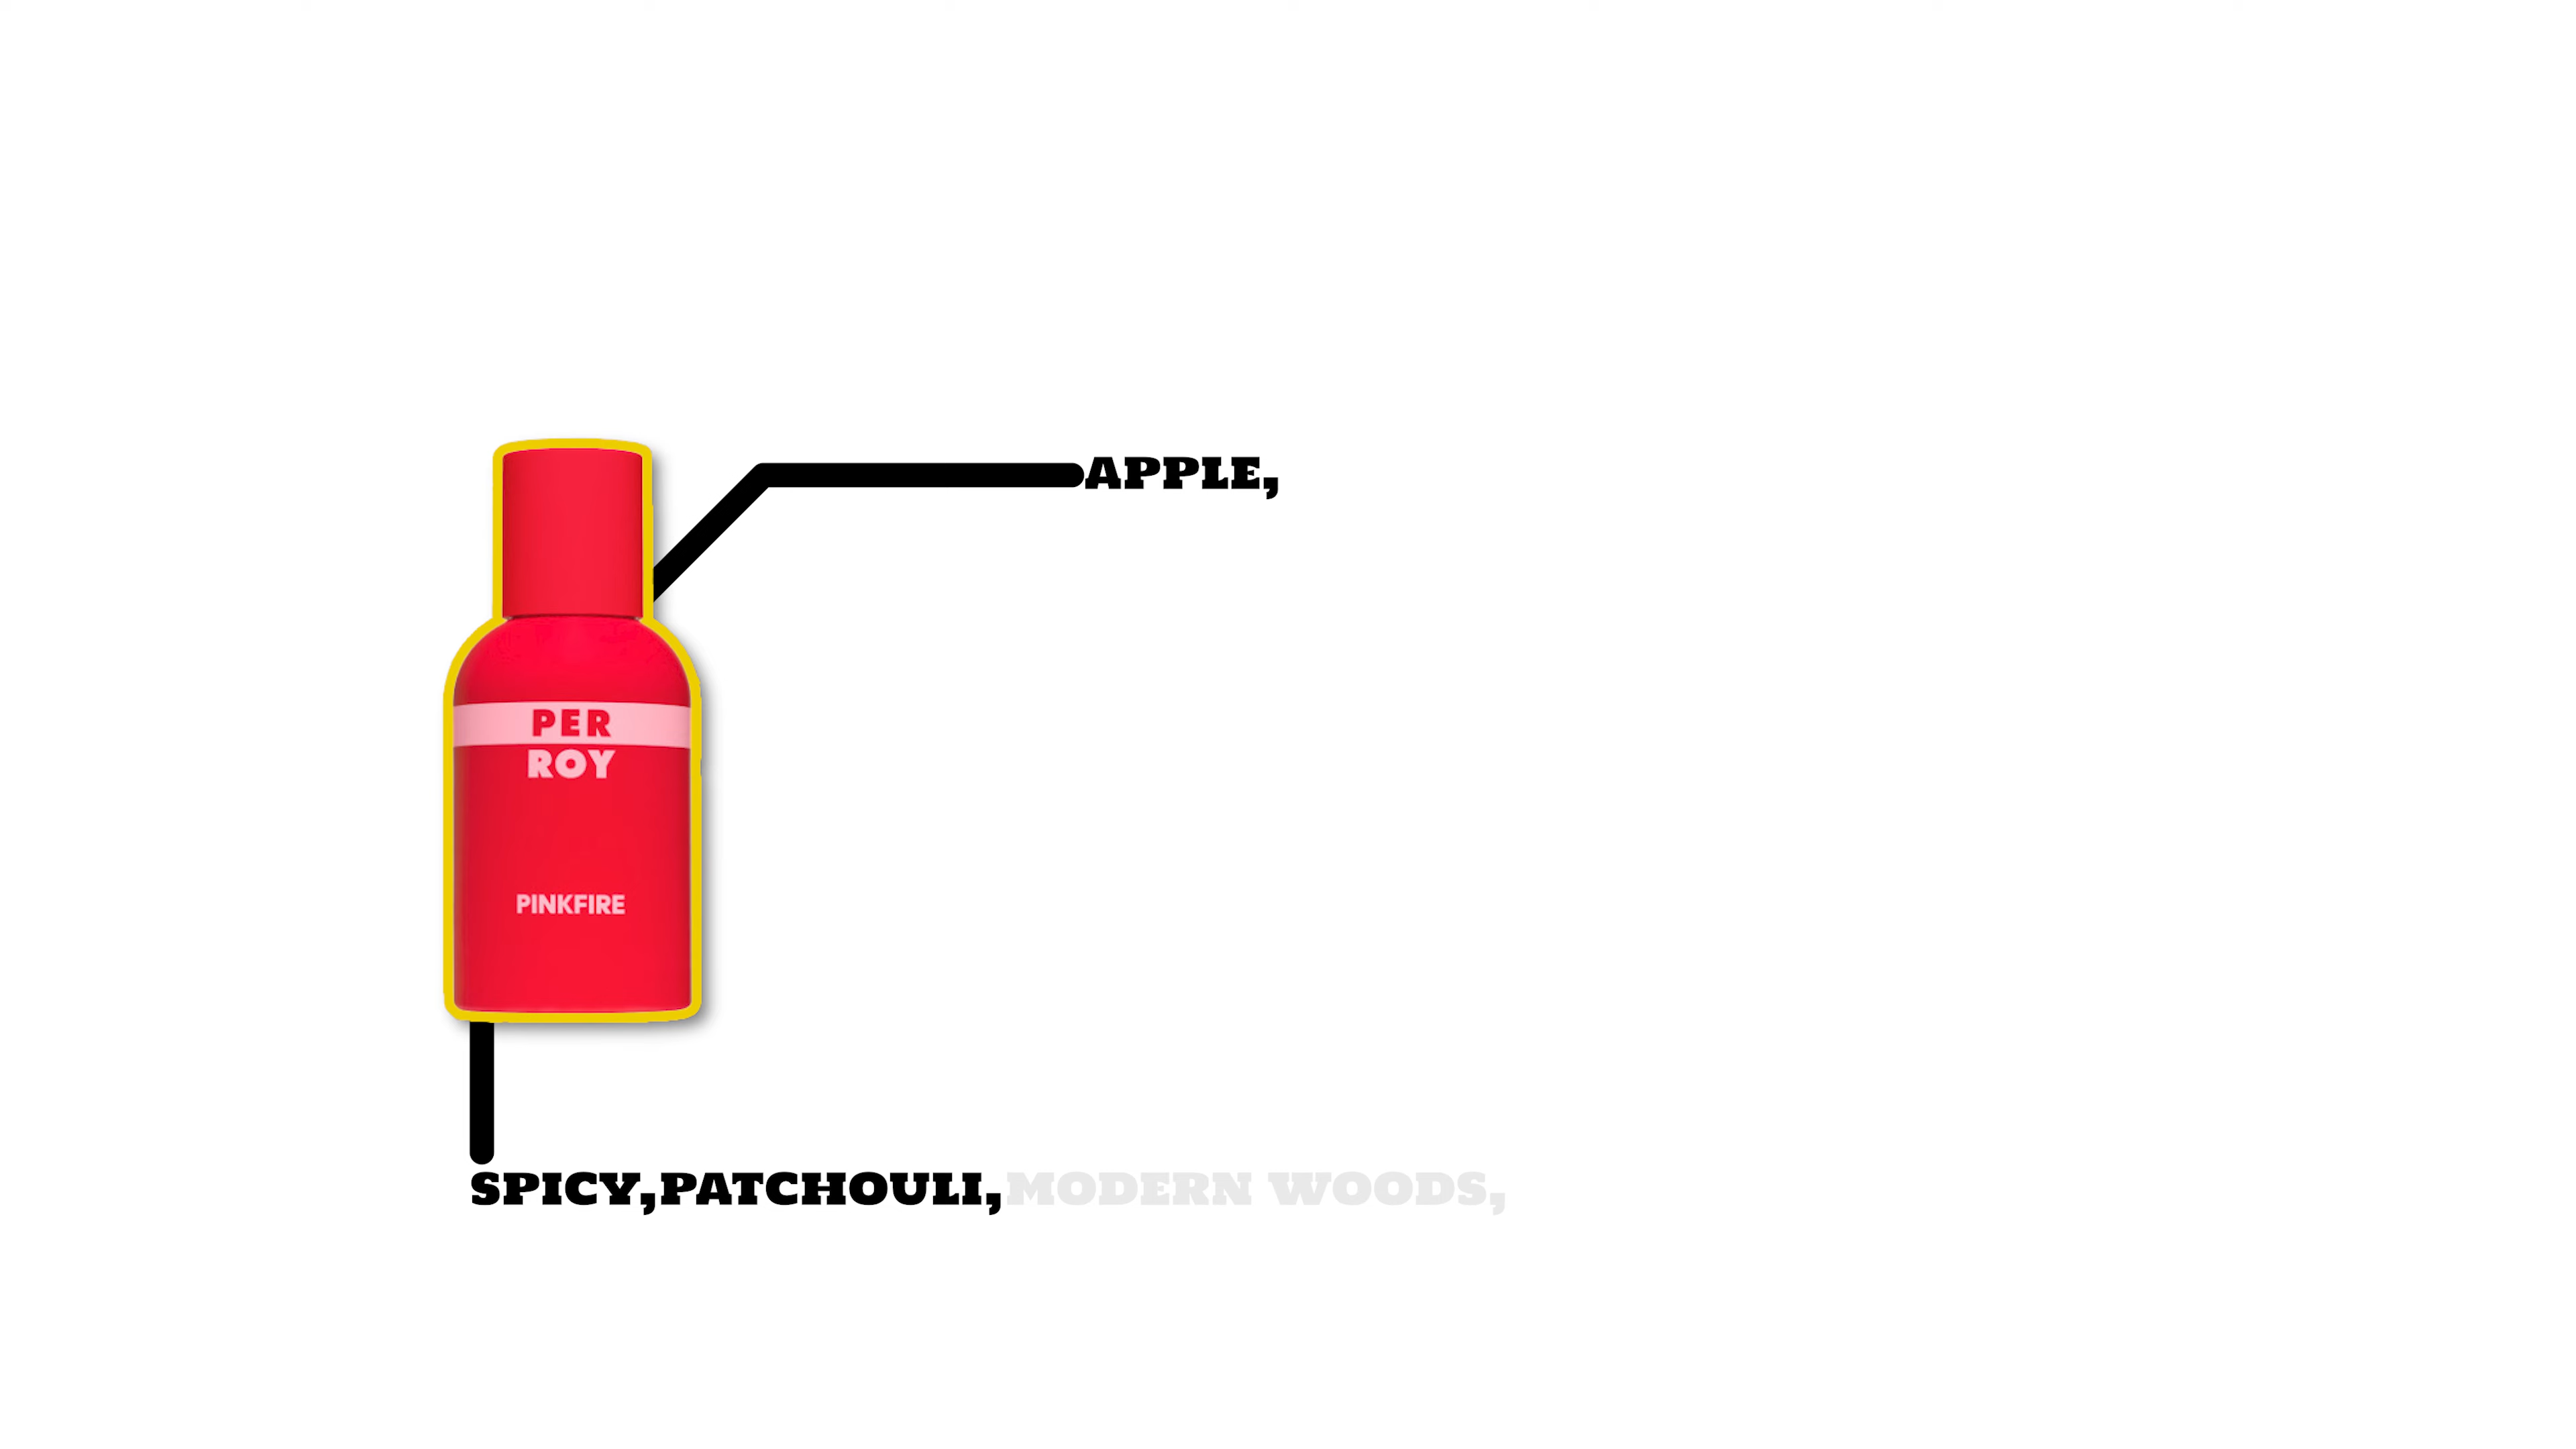 APPLE,
PER
ROY
PINKFIRE
SPICY,PATCHOULI,MODERN WOODS,